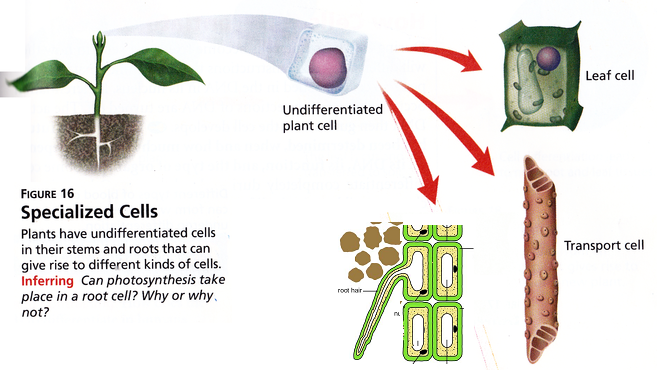 Undifferentiated
plant cell
Leaf cell
Transport cell
root hair
FIGURE 16
Specialized Cells
Plants have undifferentiated cells
in their stems and roots that can
give rise to different kinds of cells.
Inferring Can photosynthesis take
place in a root cell? Why or why
not?